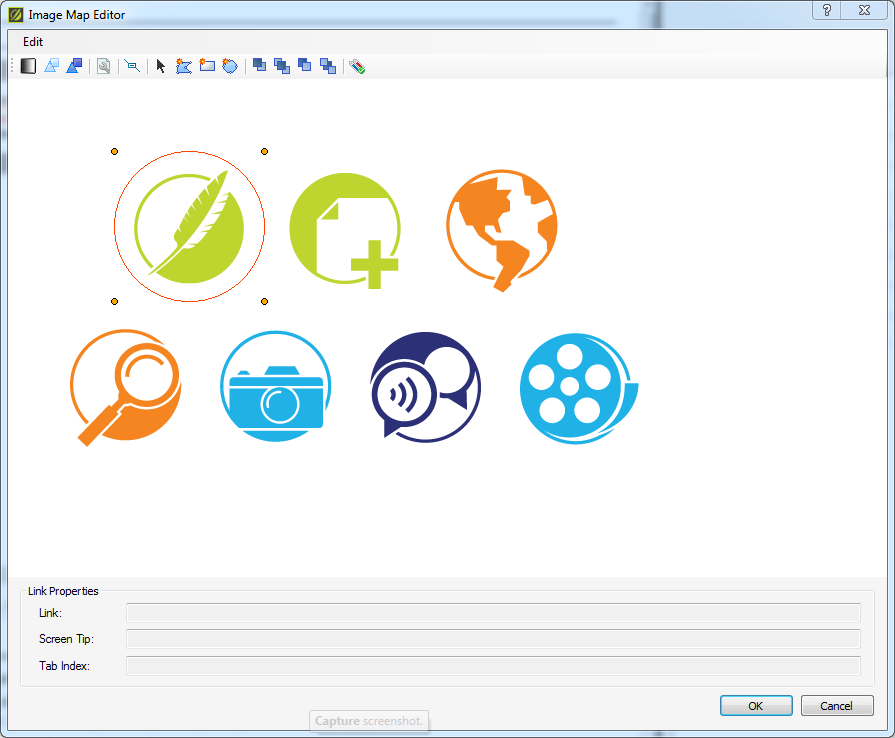 Image Map Editor
Edit
Link Properties
Link:
Screen Tip:
Tab Index:
OK Cancel
Capture screenshot.